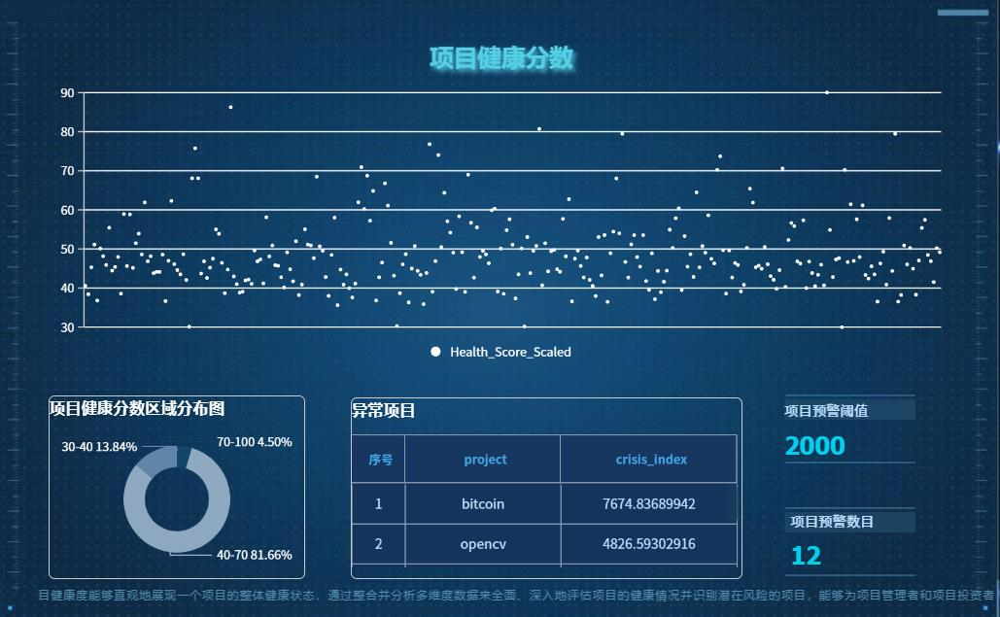 项目健康分数
90
80
70
60
50
40
30
Health_Score_Scaled
项目健康分数区域分布图
30-40 13.84%
70-100 4.50%
40-70 81.66%
异常项目
序号 project crisis_index
1 bitcoin 7674.83689942
2 opencv 4826.59302916
项目预警阈值
2000
项目预警数目
12
目健康度能够直观地展现一个项目的整体健康状态，通过整合并分析多维度数据来全面、深入地评估项目的健康情况并识别潜在风险的项目，能够为项目管理者和项目投资者